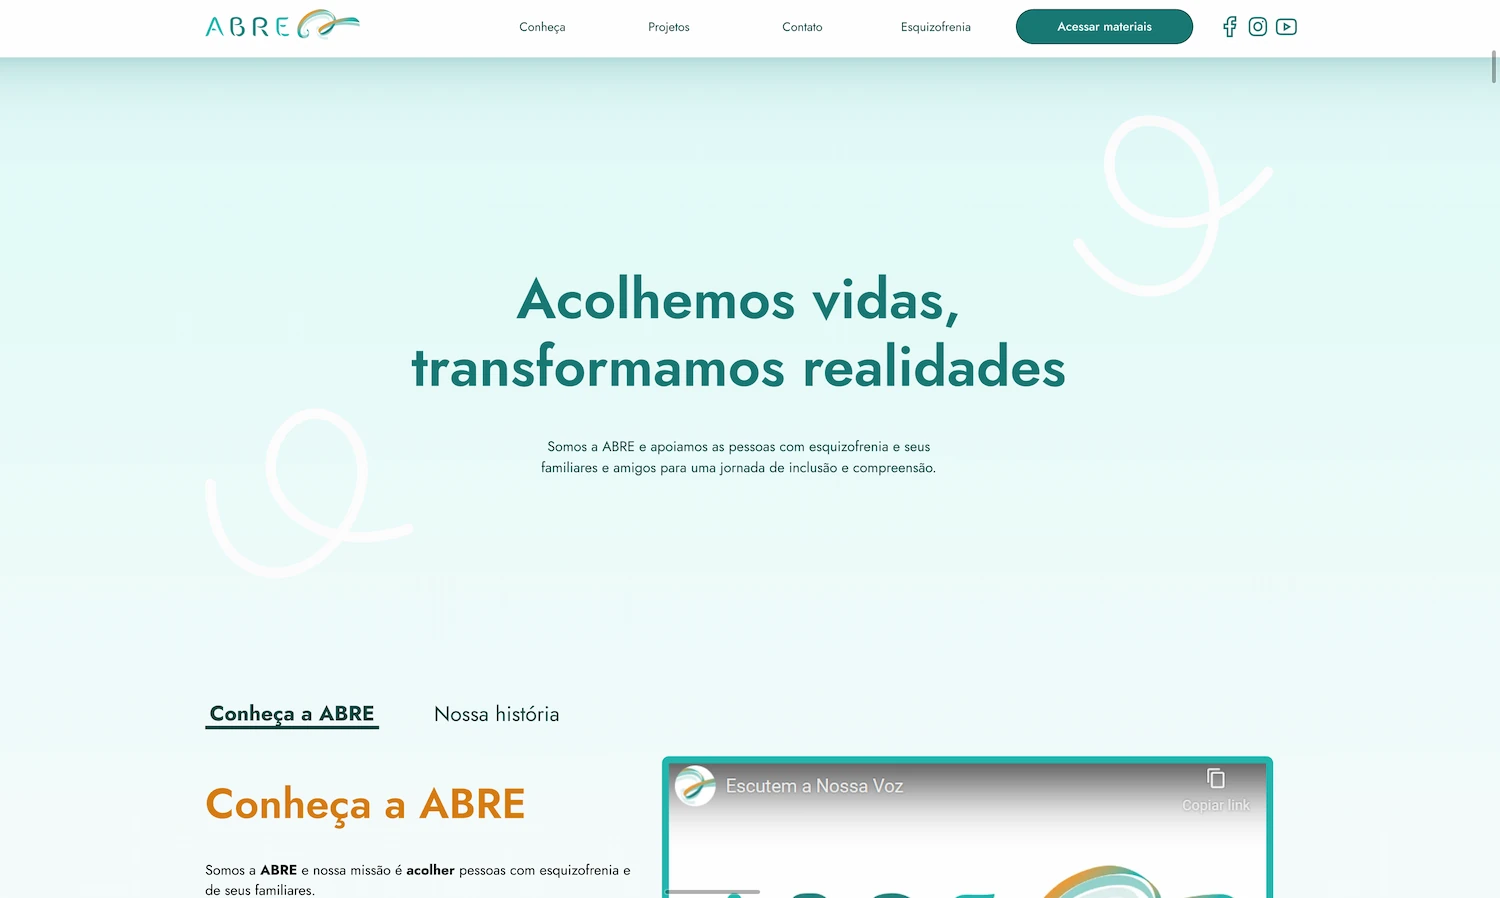 ABRE
Conheça
Projetos
Contato
Esquizofrenia
Acessar materiais
Acolhemos vidas,
transformamos realidades
Somos a ABRE e apoiamos as pessoas com esquizofrenia e seus
familiares e amigos para uma jornada de inclusão e compreensão.
Conheça a ABRE
Nossa história
Conheça a ABRE
Somos a ABRE e nossa missão é acolher pessoas com esquizofrenia e
de seus familiares.
Escutem a Nossa Voz
Copiar link